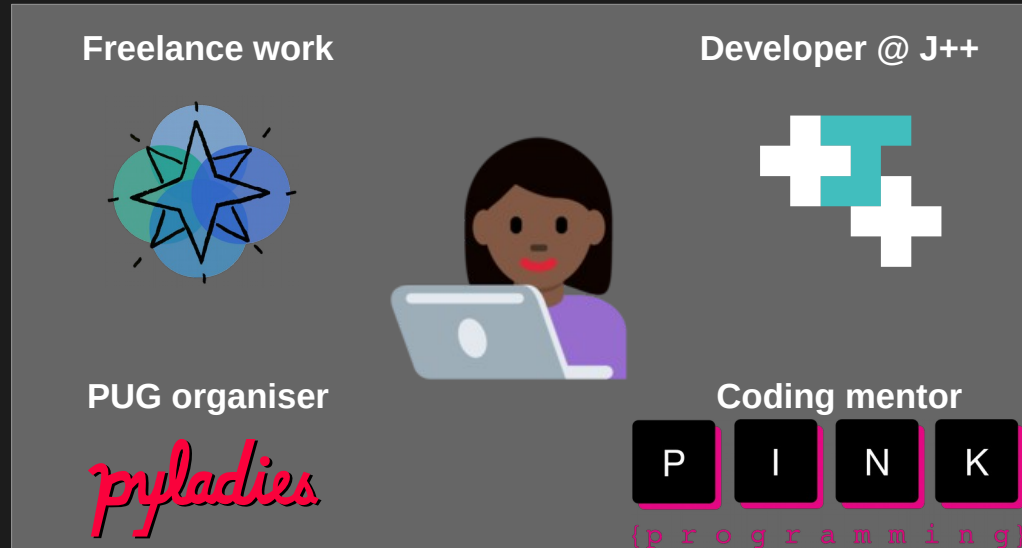 Freelance work
Developer @ J++
PUG organiser
pyladies
Coding mentor
P I N K
{programming}